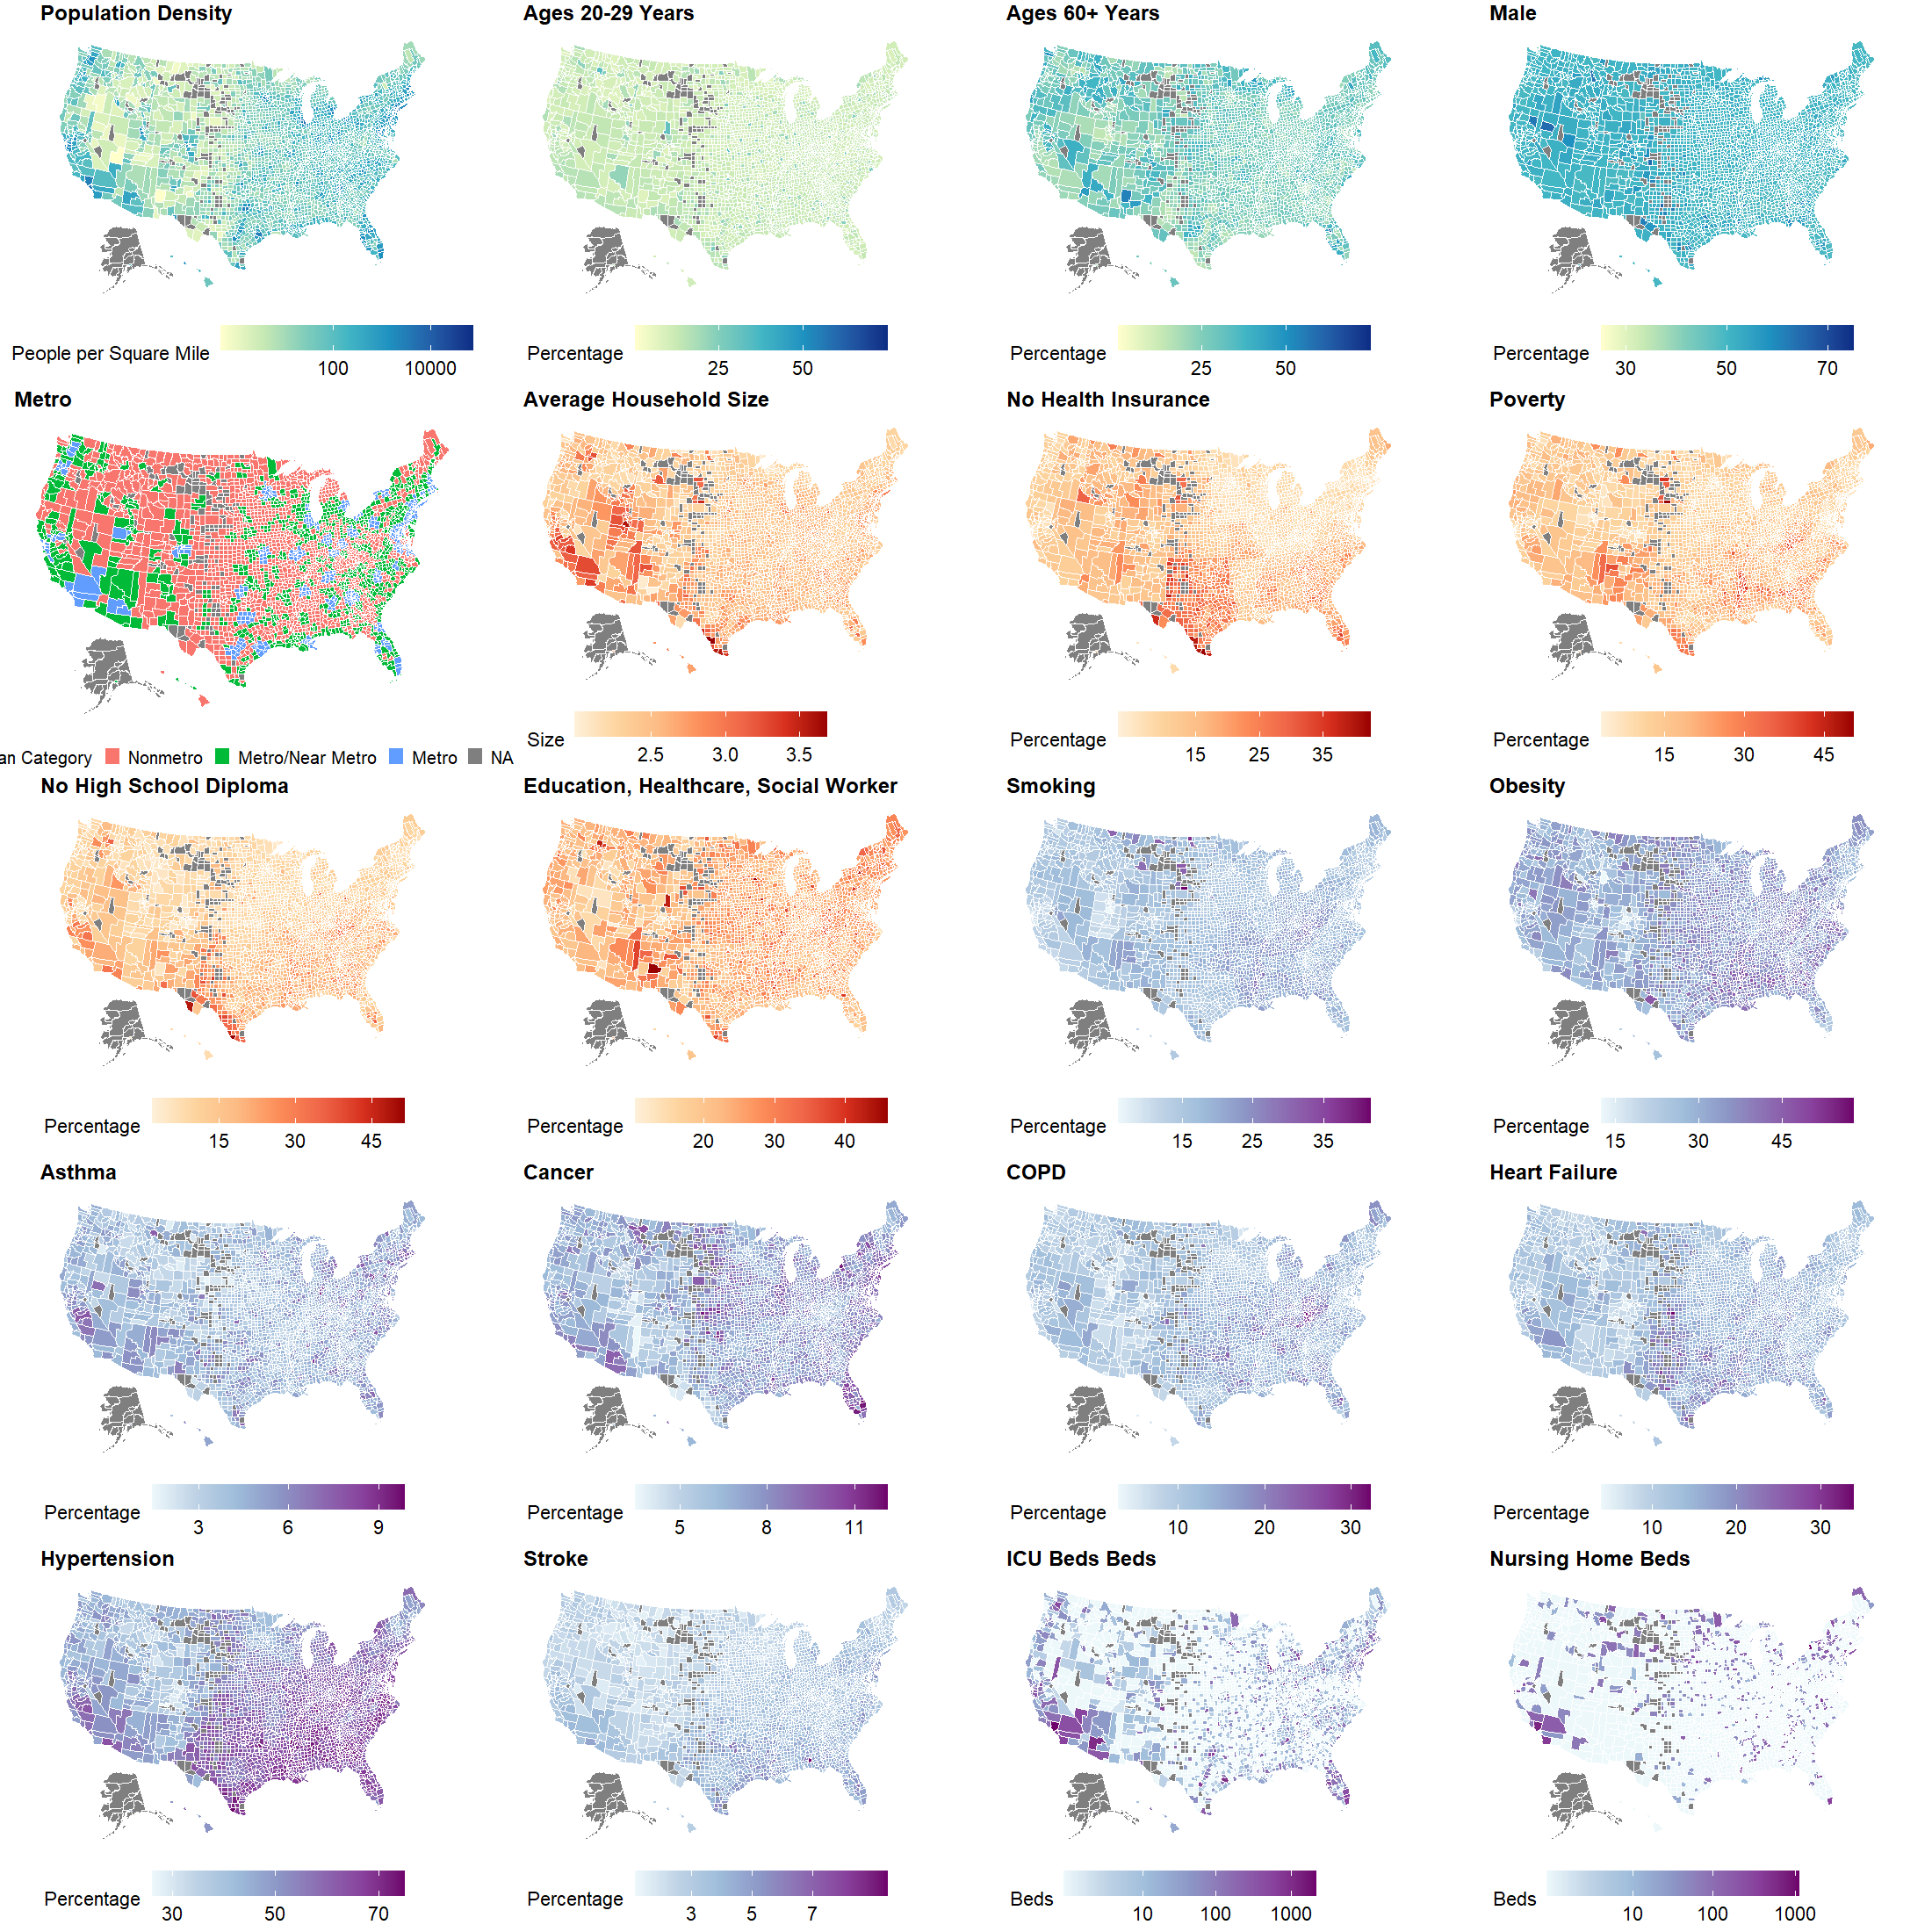 Population Density
Ages 20-29 Years
Ages 60+ Years
Male
People per Square Mile
100
10000
Percentage
25
50
Percentage
25
50
Percentage
30
50
70
Metro
Average Household Size
No Health Insurance
Poverty
an Category
Nonmetro
Metro/Near Metro
Metro
NA
Size
2.5
3.0
3.5
Percentage
15
25
35
Percentage
15
30
45
No High School Diploma
Education, Healthcare, Social Worker
Smoking
Obesity
Percentage
15
30
45
Percentage
20
30
40
Percentage
15
25
35
Percentage
15
30
45
Asthma
Cancer
COPD
Heart Failure
Percentage
3
6
9
Percentage
5
8
11
Percentage
10
20
30
Percentage
10
20
30
Hypertension
Stroke
ICU Beds Beds
Nursing Home Beds
Percentage
30
50
70
Percentage
3
5
7
Beds
10
100
1000
Beds
10
100
1000